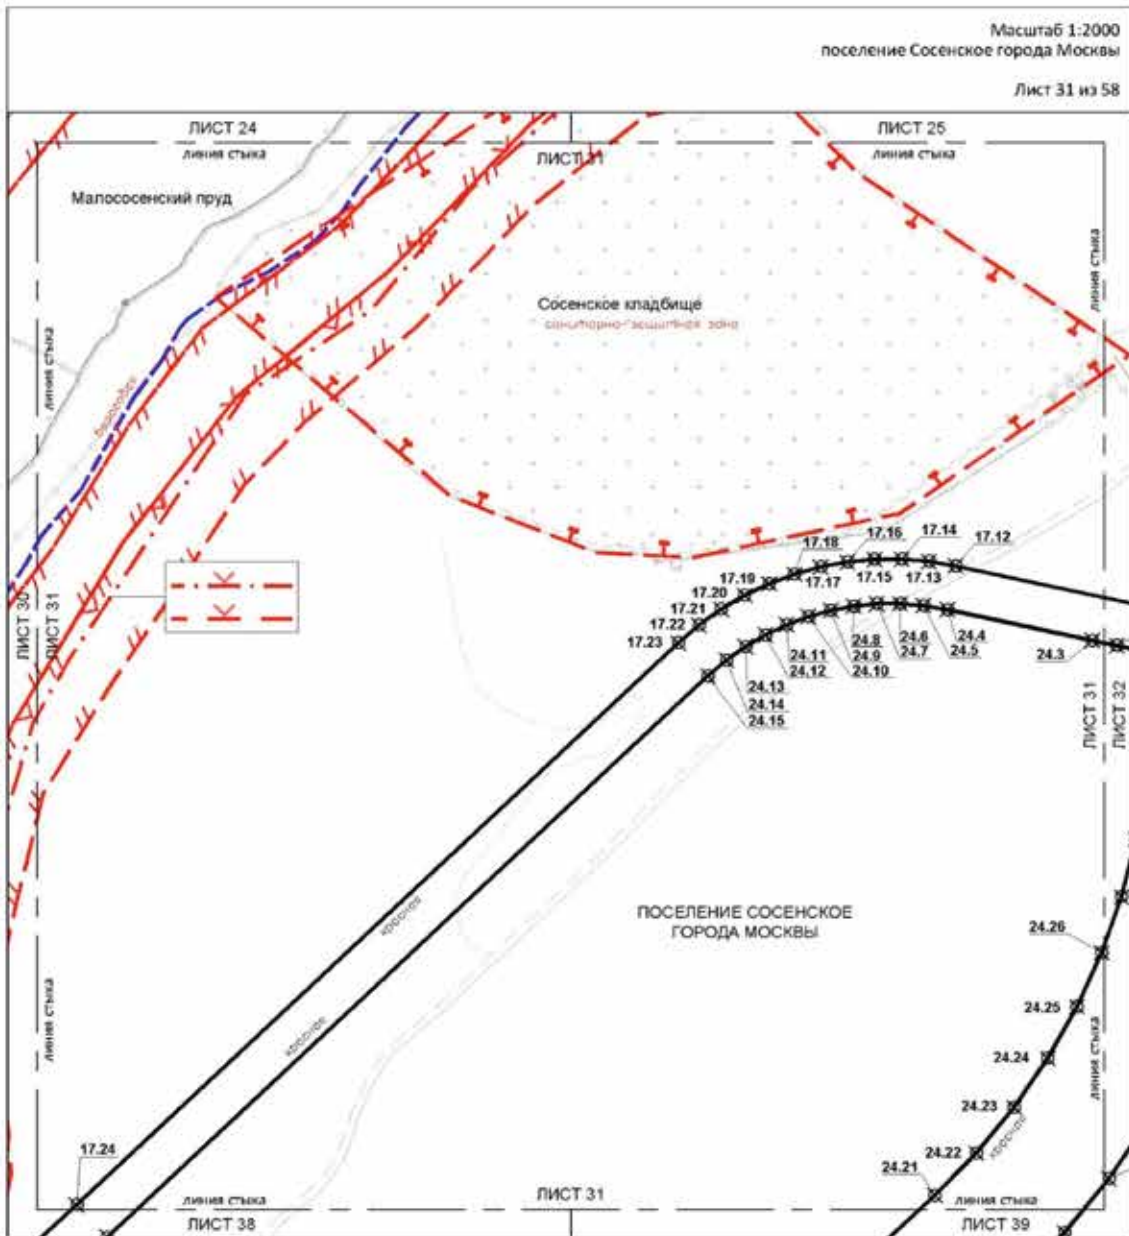 Масштаб 1:2000
поселение Сосенское города Москвы
Лист 31 из 58
ЛИСТ 24
линия стыка
ЛИСТ 31
ЛИСТ 25
линия стыка
Малососенский пруд
линия стыка
линия стыка
Сосенское кладбище
санитарно-защитная зона
береговая
17.18
17.16
17.14
17.12
17.19
17.17
17.15
17.13
17.20
17.21
17.22
17.23
24.8
24.6
24.4
24.11
24.9
24.7
24.5
24.3
24.12
24.10
24.13
24.14
24.15
ЛИСТ 30
ЛИСТ 31
ЛИСТ 31
ЛИСТ 32
ПОСЕЛЕНИЕ СОСЕНСКОЕ
ГОРОДА МОСКВЫ
красная
красная
24.26
24.25
24.24
24.23
24.22
24.21
красная
линия стыка
линия стыка
17.24
линия стыка
ЛИСТ 31
линия стыка
ЛИСТ 38
ЛИСТ 39